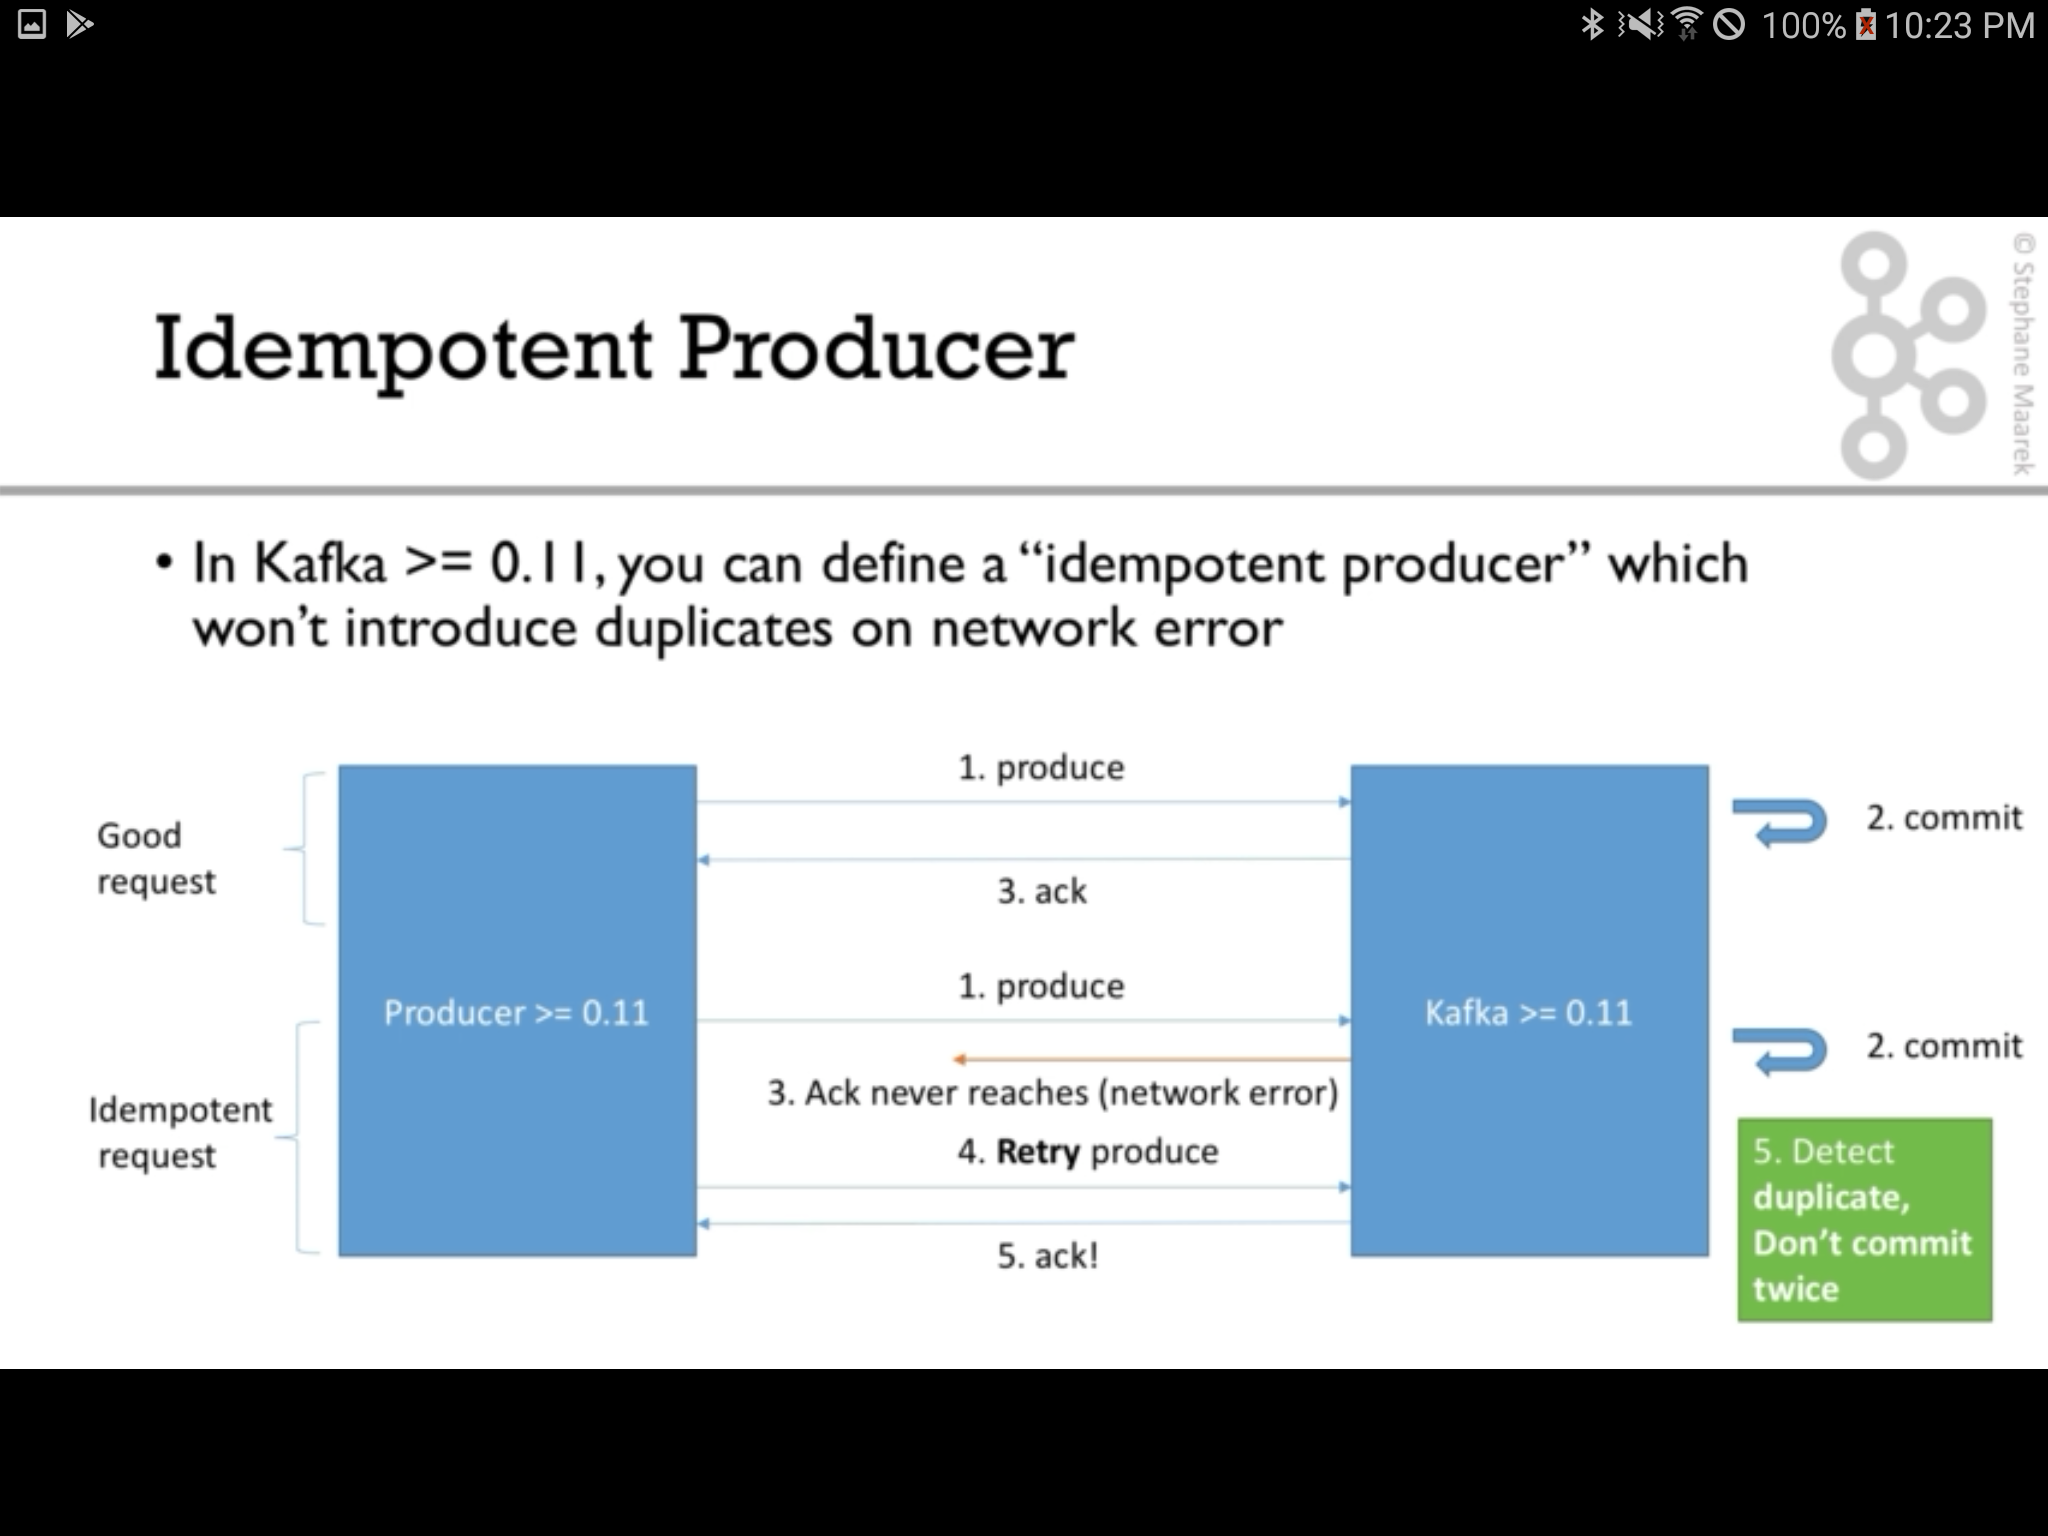 100% 10:23 PM
© Stephane Maarek
Idempotent Producer
• In Kafka >= 0.11, you can define a “idempotent producer” which
won’t introduce duplicates on network error
Good
request
Idempotent
request
Producer >= 0.11
1. produce
3. ack
1. produce
3. Ack never reaches (network error)
4. Retry produce
5. ack!
Kafka >= 0.11
2. commit
2. commit
5. Detect
duplicate,
Don’t commit
twice